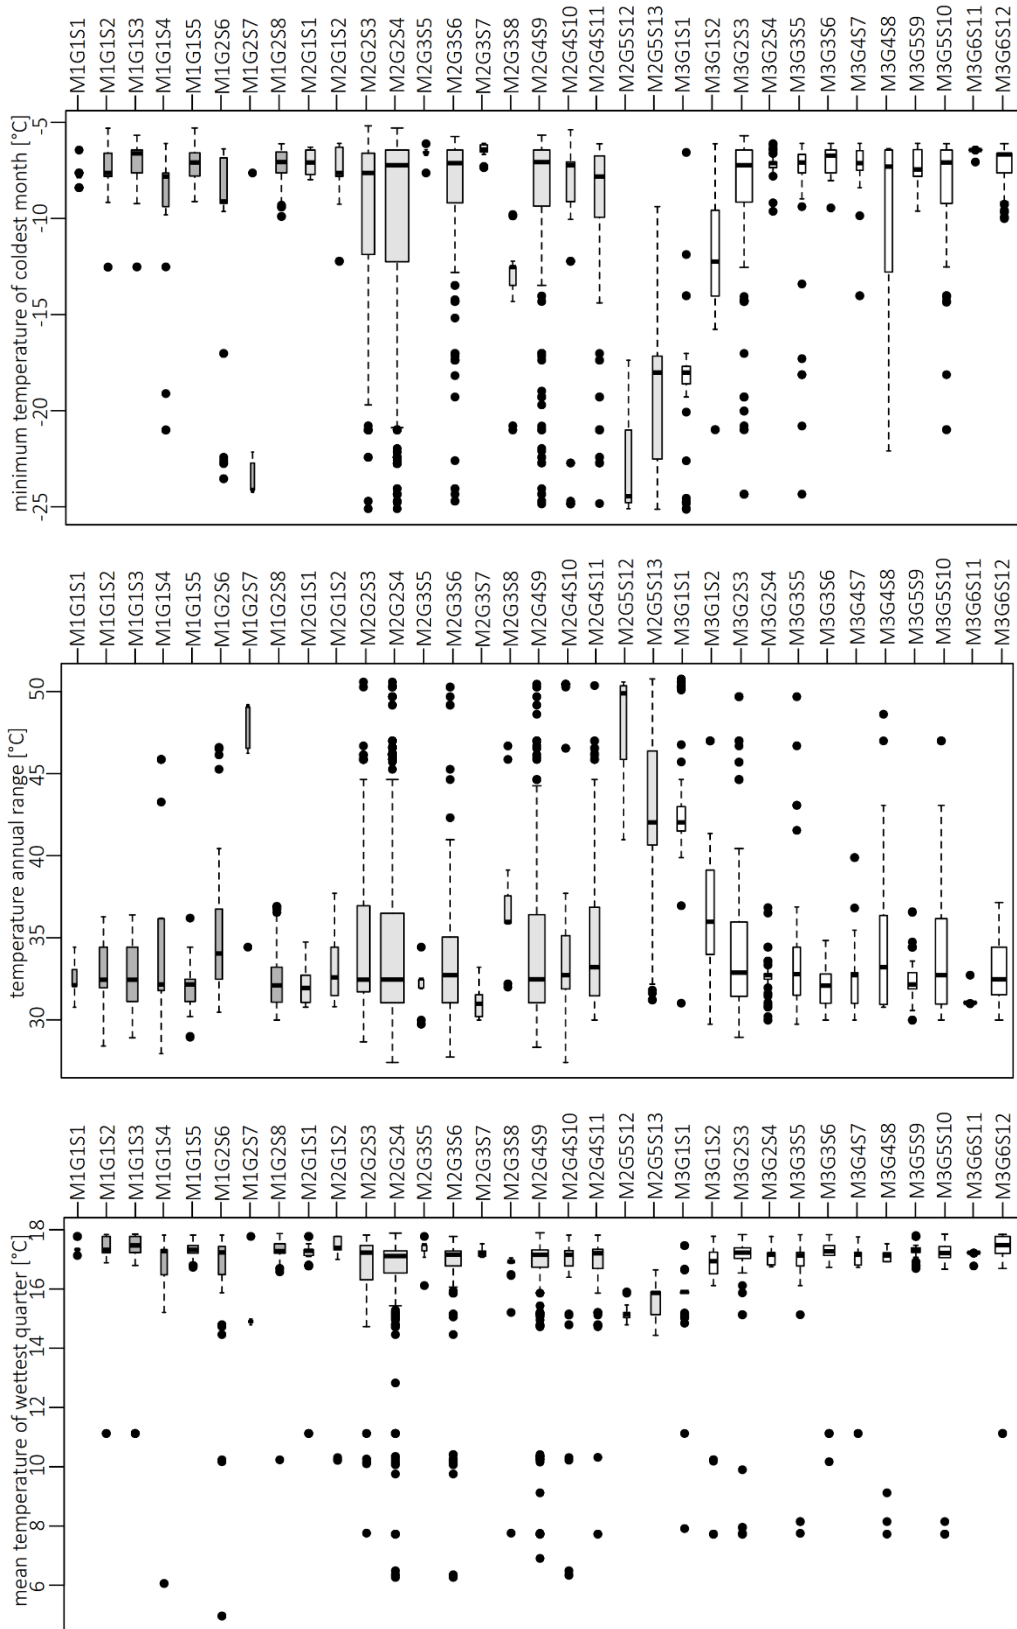 M1G1S1
M1G1S2
M1G1S3
M1G1S4
M1G1S5
M1G2S6
M1G2S7
M1G2S8
M2G1S1
M2G1S2
M2G2S3
M2G2S4
M2G3S5
M2G3S6
M2G3S7
M2G3S8
M2G4S9
M2G4S10
M2G4S11
M2G5S12
M2G5S13
M3G1S1
M3G1S2
M3G2S3
M3G2S4
M3G3S5
M3G3S6
M3G4S7
M3G4S8
M3G5S9
M3G5S10
M3G6S11
M3G6S12
minimum temperature of coldest month [°C]
-5
-10
-15
-20
-25
M1G1S1
M1G1S2
M1G1S3
M1G1S4
M1G1S5
M1G2S6
M1G2S7
M1G2S8
M2G1S1
M2G1S2
M2G2S3
M2G2S4
M2G3S5
M2G3S6
M2G3S7
M2G3S8
M2G4S9
M2G4S10
M2G4S11
M2G5S12
M2G5S13
M3G1S1
M3G1S2
M3G2S3
M3G2S4
M3G3S5
M3G3S6
M3G4S7
M3G4S8
M3G5S9
M3G5S10
M3G6S11
M3G6S12
temperature annual range [°C]
50
45
40
35
30
M1G1S1
M1G1S2
M1G1S3
M1G1S4
M1G1S5
M1G2S6
M1G2S7
M1G2S8
M2G1S1
M2G1S2
M2G2S3
M2G2S4
M2G3S5
M2G3S6
M2G3S7
M2G3S8
M2G4S9
M2G4S10
M2G4S11
M2G5S12
M2G5S13
M3G1S1
M3G1S2
M3G2S3
M3G2S4
M3G3S5
M3G3S6
M3G4S7
M3G4S8
M3G5S9
M3G5S10
M3G6S11
M3G6S12
mean temperature of wettest quarter [°C]
18
16
14
12
10
8
6